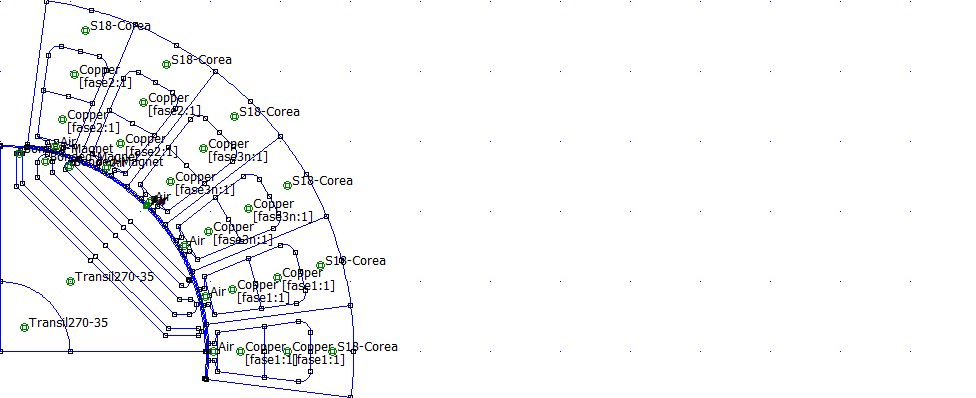 S18-Corea
S18-Corea
Copper
[fase2:1]
Copper
[fase2:1]
S18-Corea
Copper
[fase2:1]
Copper
[fase2:1]
Air
Magnet
Copper
[fase3n:1]
Copper
[fase3n:1]
S18-Corea
Air
Copper
[fase3n:1]
Copper
[fase3n:1]
Air
S18-Corea
Copper
[fase1:1]
Copper
[fase1:1]
Air
Transil270-35
Transil270-35
Air
Copper
[fase1:1]
Copper
[fase1:1]
S18-Corea